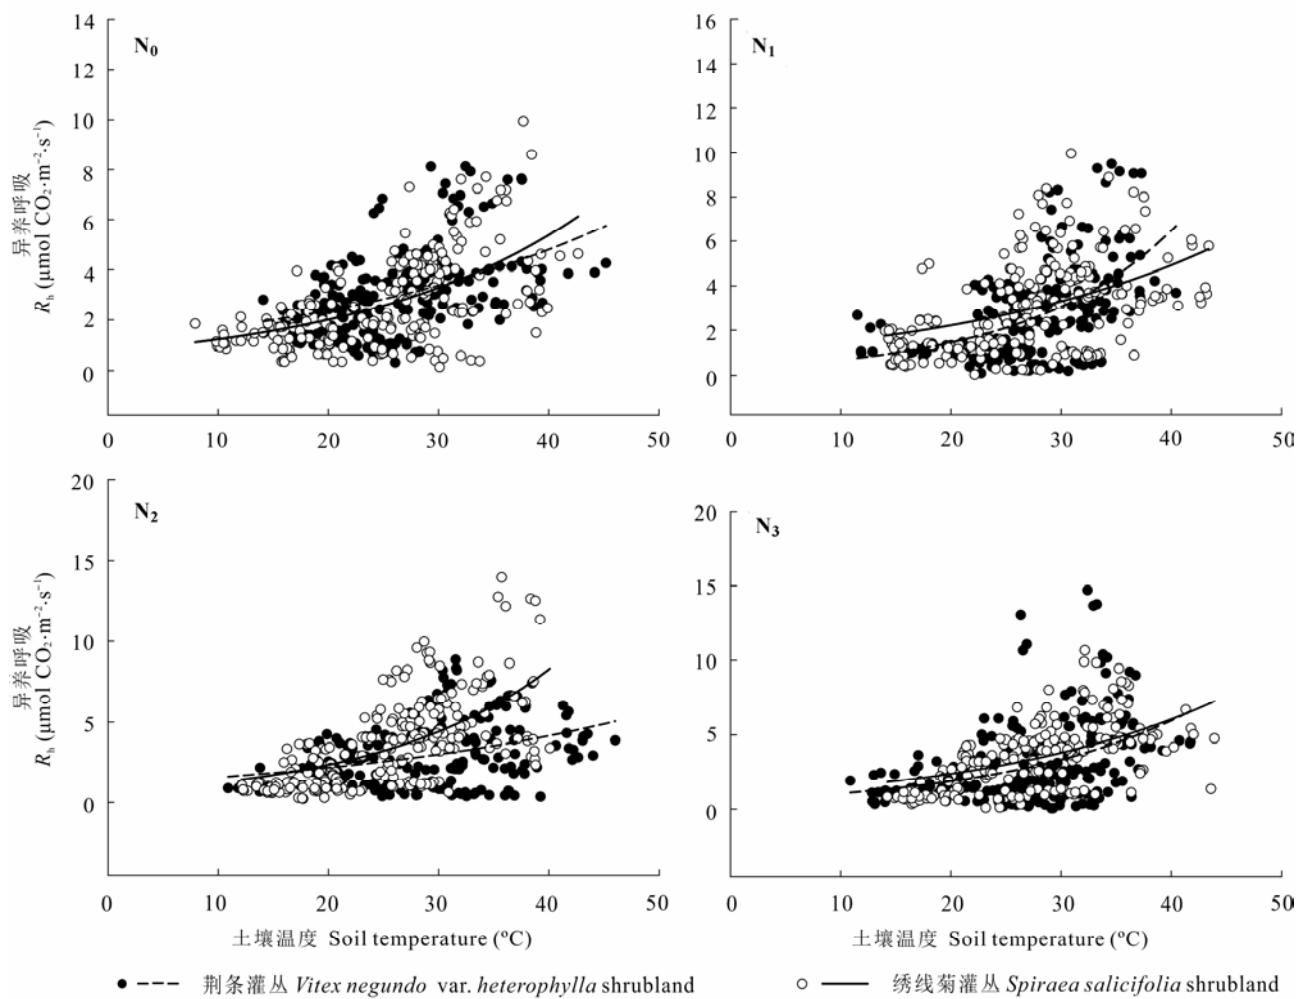 14
12
10
8
6
4
2
0
N₀
异养呼吸
Rₕ (μmol CO₂·m⁻²·s⁻¹)
0 10 20 30 40 50
16
14
12
10
8
6
4
2
0
N₁
0 10 20 30 40 50
20
15
10
5
0
N₂
异养呼吸
Rₕ (μmol CO₂·m⁻²·s⁻¹)
0 10 20 30 40 50
土壤温度 Soil temperature (ºC)
20
15
10
5
0
N₃
0 10 20 30 40 50
土壤温度 Soil temperature (ºC)
荆条灌丛 Vitex negundo var. heterophylla shrubland
绣线菊灌丛 Spiraea salicifolia shrubland